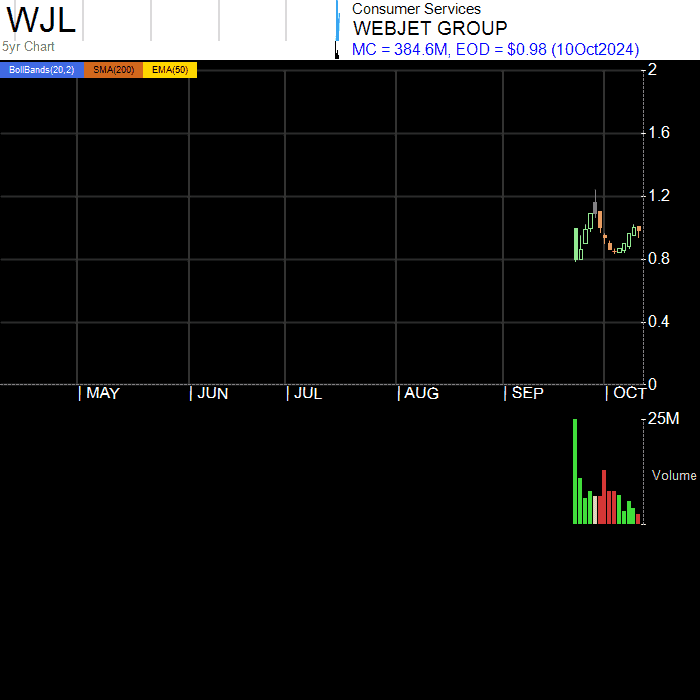 WJL
5yr Chart
Consumer Services
WEBJET GROUP
MC = 384.6M, EOD = $0.98 (10Oct2024)
BollBands(20,2) SMA(200) EMA(50)
2
1.6
1.2
0.8
0.4
0
| MAY | JUN | JUL | AUG | SEP | OCT
25M
Volume